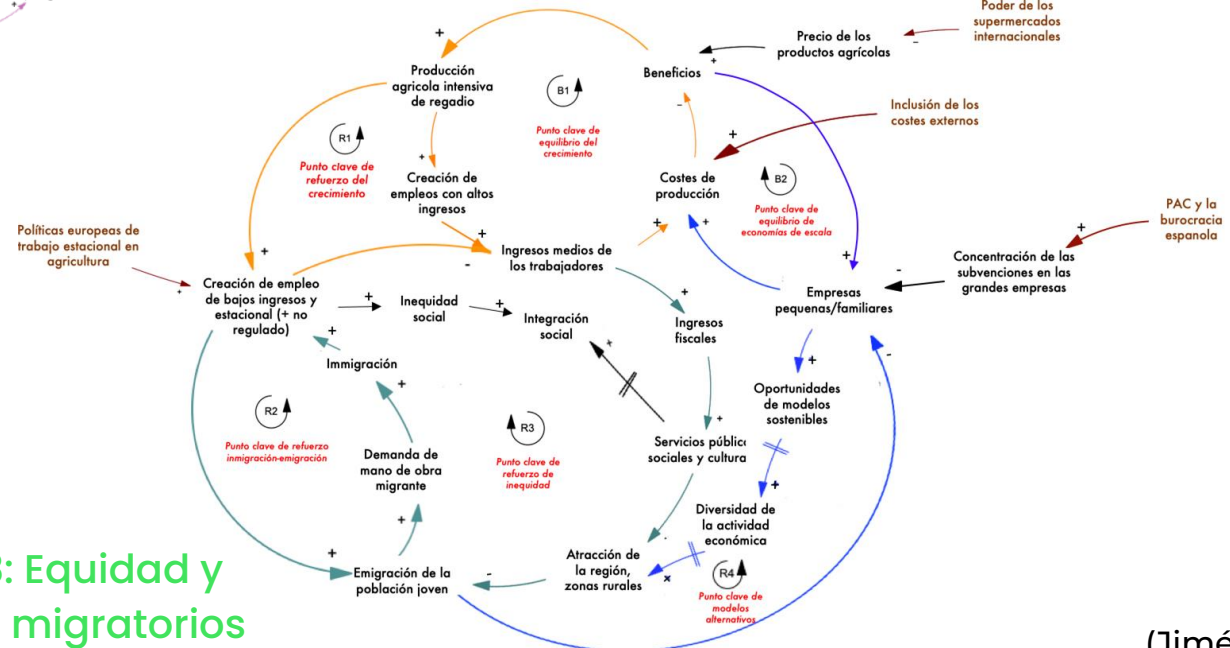 Poder de los
supermercados
internacionales
Precio de los
productos agrícolas
Beneficios
Producción
agricola intensiva
de regadio
B1
Punto clave de
equilibrio del
crecimiento
R1
Punto clave de
refuerzo del
crecimiento
Inclusión de los
costes externos
Creación de
empleos con altos
ingresos
Costes de
producción
B2
Punto clave de
equilibrio de
economías de escala
PAC y la
burocracia
espanola
Políticas europeas de
trabajo estacional en
agricultura
Ingresos medios de
los trabajadores
Concentración de las
subvenciones en las
grandes empresas
Creación de empleo
de bajos ingresos y
estacional (+ no
regulado)
Inequidad
social
Integración
social
Ingresos
fiscales
Empresas
pequenas/familiares
Immigración
Oportunidades
de modelos
sostenibles
R2
Punto clave de refuerzo
inmigración-emigración
R3
Punto clave de
refuerzo de
inequidad
Demanda de
mano de obra
migrante
Servicios públic
sociales y cultura
Diversidad de
la actividad
económica
Atracción de
la región,
zonas rurales
R4
Punto clave de
modelos
alternativos
Emigración de la
población joven
: Equidad y
migratorios
(Jimé